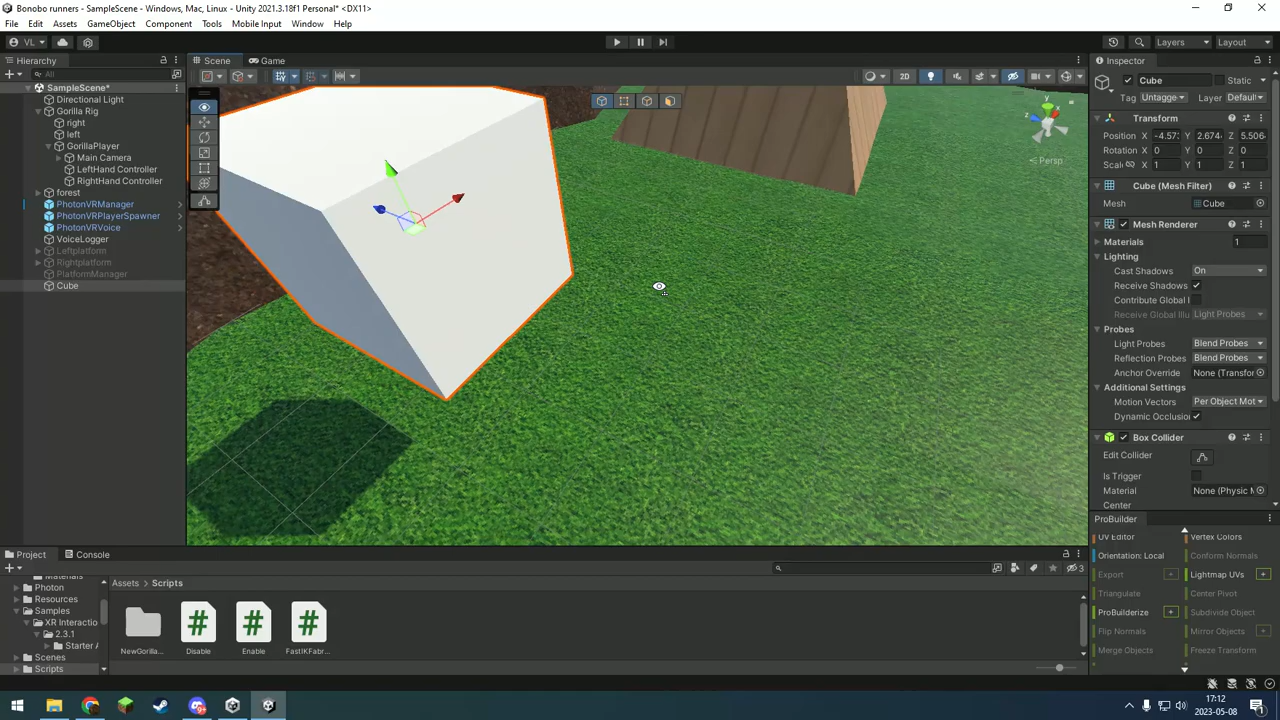 Bonobo runners - SampleScene - Windows, Mac, Linux - Unity 2021.3.18f1 Personal* <DX11>
File Edit Assets GameObject Component Tools Mobile Input Window Help
VL Layers Layout
Hierarchy Scene Game Inspector
All
SampleScene*
Directional Light
Gorilla Rig
right
left
GorillaPlayer
Main Camera
LeftHand Controller
RightHand Controller
forest
PhotonVRManager
PhotonVRPlayerSpawner
PhotonVRVoice
VoiceLogger
Leftplatform
Rightplatform
PlatformManager
Cube
2D
y
x
Persp
Cube Static
Tag Untagge Layer Defaul
Transform
Position X -4.57 Y 2.674 Z 5.506
Rotation X 0 Y 0 Z 0
Scale X 1 Y 1 Z 1
Cube (Mesh Filter)
Mesh Cube
Mesh Renderer
Materials 1
Lighting
Cast Shadows On
Receive Shadows
Contribute Global I
Receive Global Illu Light Probes
Probes
Light Probes Blend Probes
Reflection Probes Blend Probes
Anchor Override None (Transfor
Additional Settings
Motion Vectors Per Object Mot
Dynamic Occlusio
Box Collider
Edit Collider
Is Trigger
Material None (Physic M
Center
ProBuilder
UV Editor Vertex Colors
Orientation: Local Conform Normals
Export Lightmap UVs
Triangulate Center Pivot
ProBuilderize Subdivide Object
Flip Normals Mirror Objects
Merge Objects Freeze Transform
Project Console
3
Materials
Photon
Resources
Samples
XR Interactio
2.3.1
Starter A
Scenes
Scripts
Assets > Scripts
NewGorilla... Disable Enable FastIKFabr...
17:12
2023-05-08
1